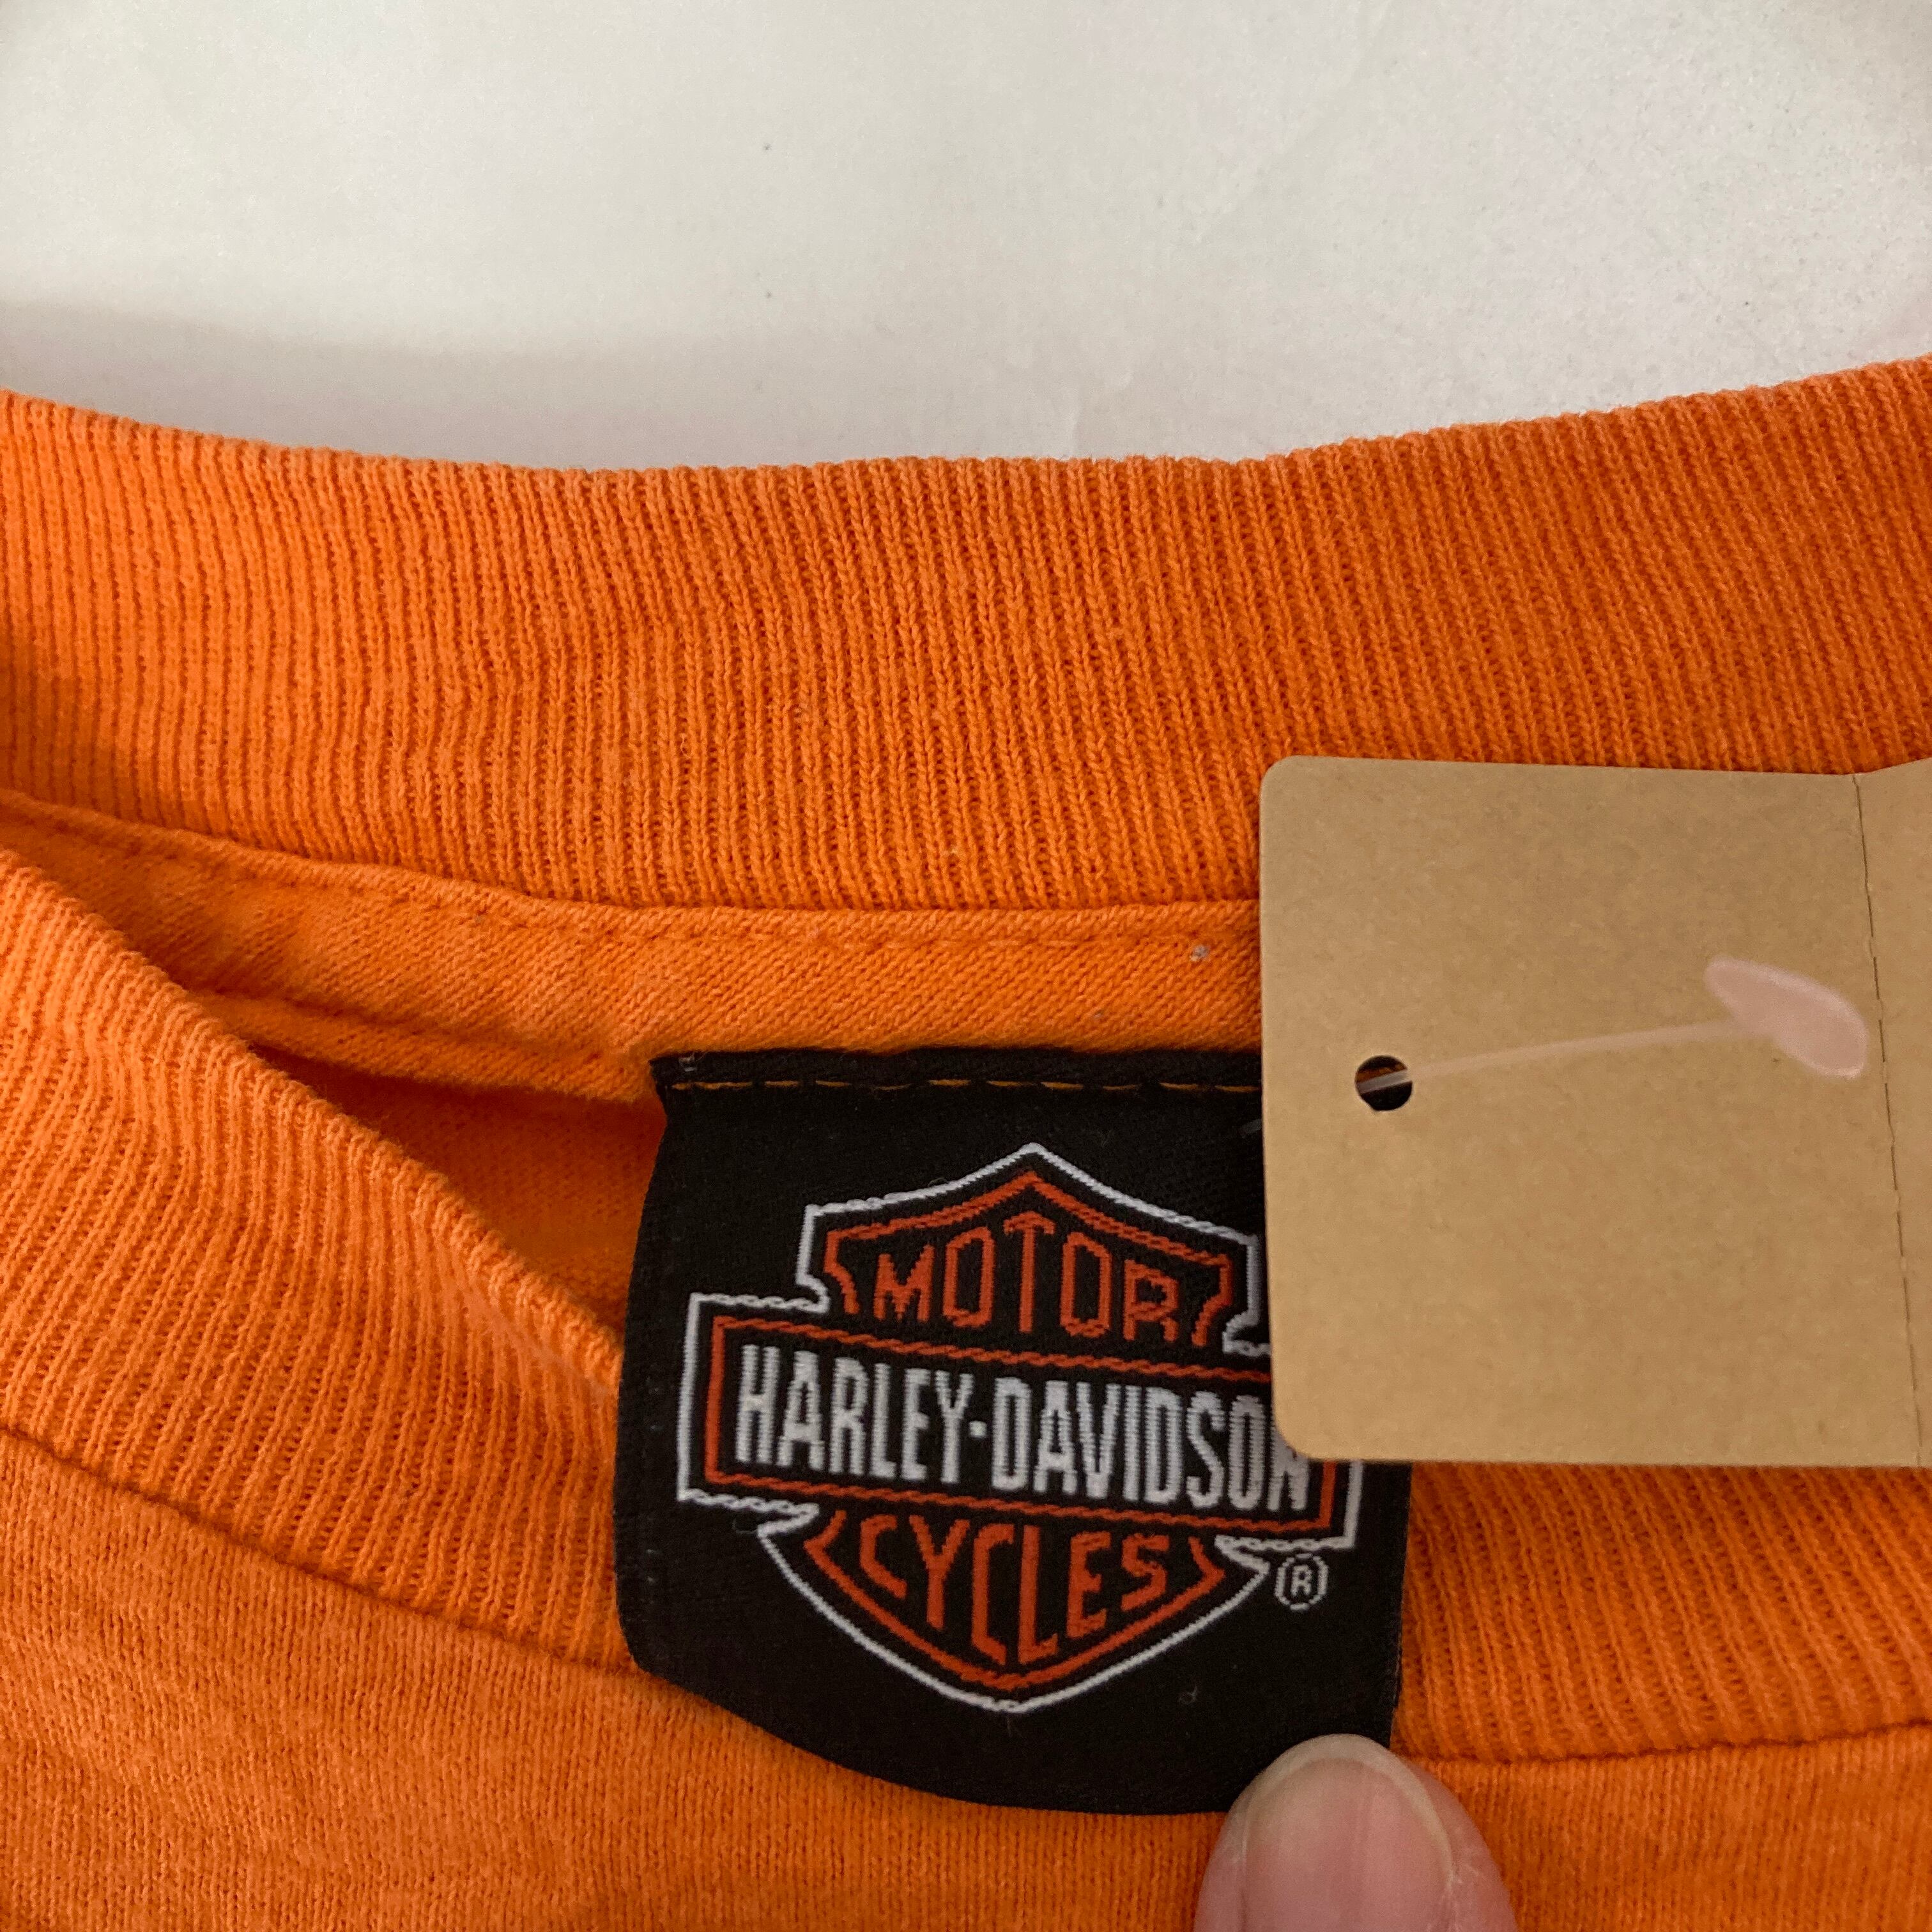 MOTOR
HARLEY-DAVIDSON
CYCLES
®